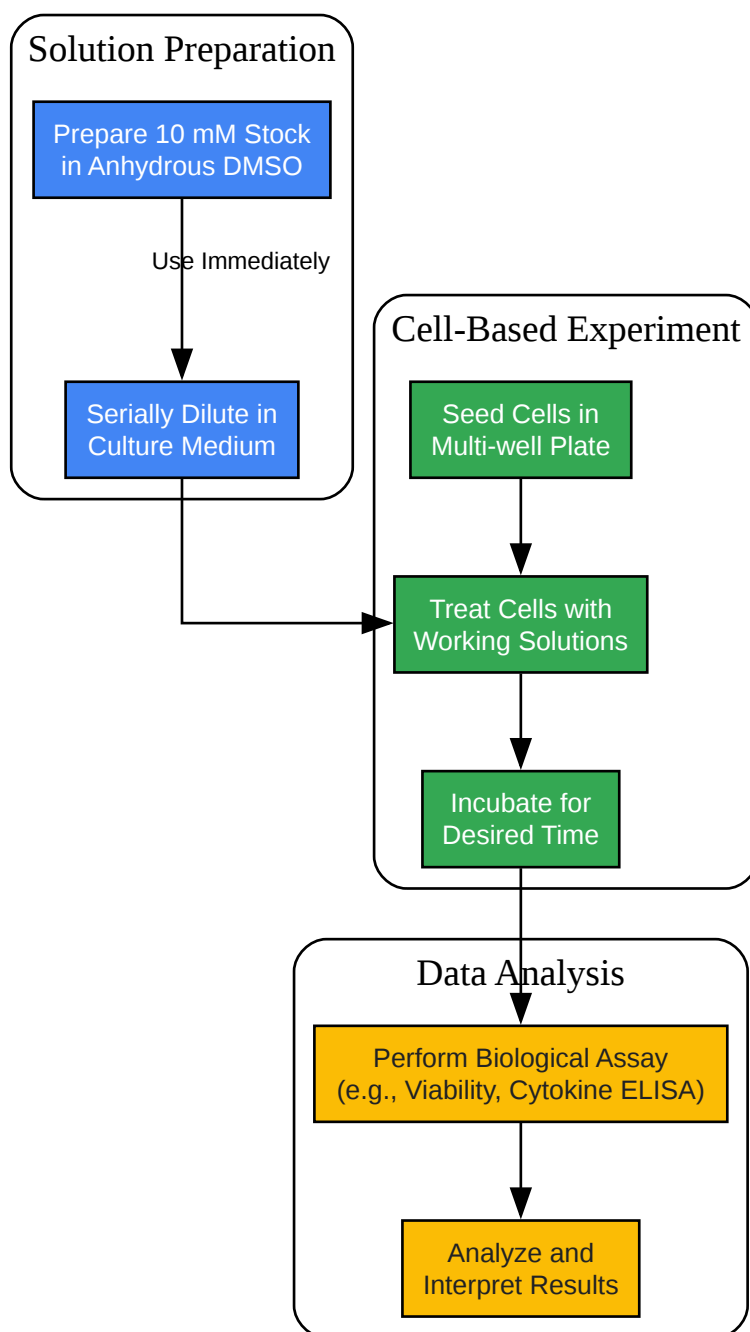 Solution Preparation
Prepare 10 mM Stock
in Anhydrous DMSO
Use Immediately
Serially Dilute in
Culture Medium
Cell-Based Experiment
Seed Cells in
Multi-well Plate
Treat Cells with
Working Solutions
Incubate for
Desired Time
Data Analysis
Perform Biological Assay
(e.g., Viability, Cytokine ELISA)
Analyze and
Interpret Results